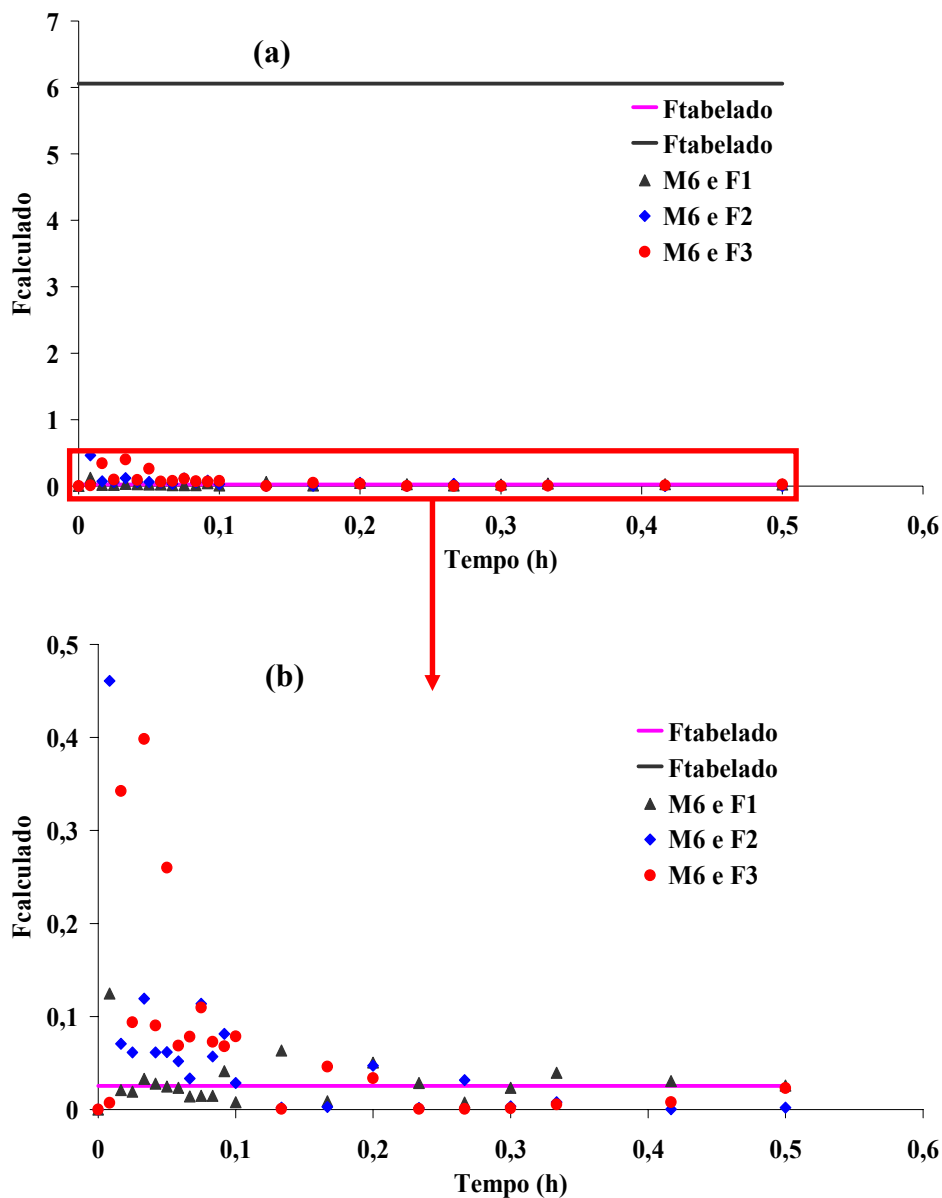 (a)
7
6
5
4
3
2
1
0
Fcalculado
Ftabelado
Ftabelado
M6 e F1
M6 e F2
M6 e F3
0 0,1 0,2 0,3 0,4 0,5 0,6
Tempo (h)
(b)
0,5
0,4
0,3
0,2
0,1
0
Fcalculado
Ftabelado
Ftabelado
M6 e F1
M6 e F2
M6 e F3
0 0,1 0,2 0,3 0,4 0,5 0,6
Tempo (h)